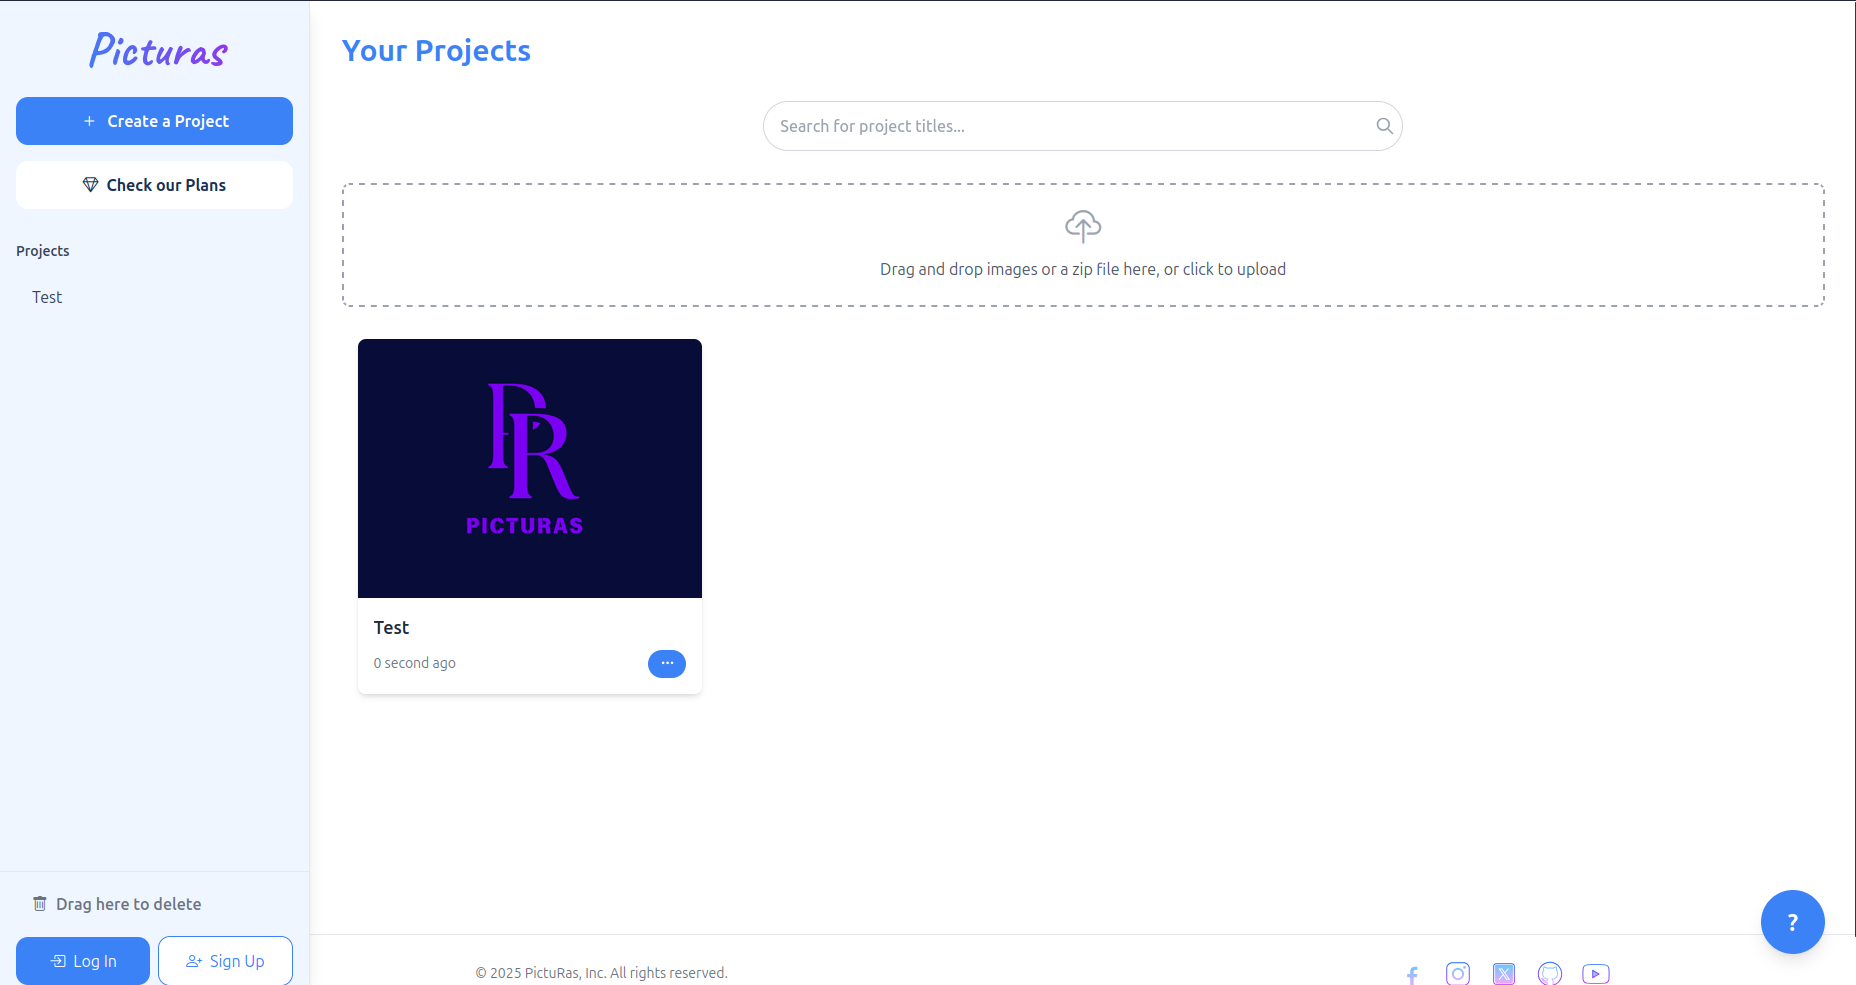 Picturas
+ Create a Project
Check our Plans
Projects
Test
Drag here to delete
Log In
Sign Up
Your Projects
Search for project titles...
Drag and drop images or a zip file here, or click to upload
PR
PICTURAS
Test
0 second ago
...
?
© 2025 PictuRas, Inc. All rights reserved.